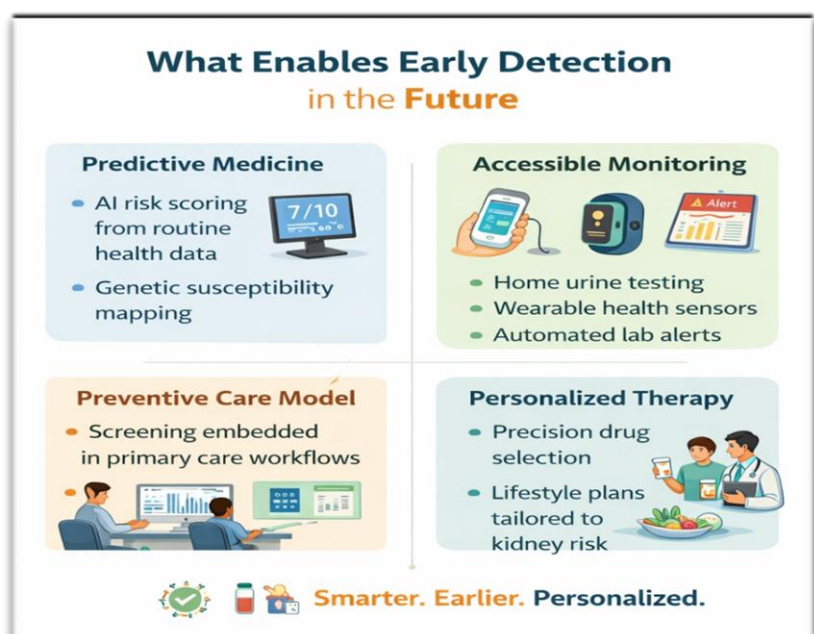 What Enables Early Detection
in the Future
Predictive Medicine
• AI risk scoring
from routine
health data
7/10
• Genetic susceptibility
mapping
Accessible Monitoring
Alert
• Home urine testing
• Wearable health sensors
• Automated lab alerts
Preventive Care Model
• Screening embedded
in primary care workflows
•
Personalized Therapy
• Precision drug
selection
• Lifestyle plans
tailored to
kidney risk
Smarter. Earlier. Personalized.